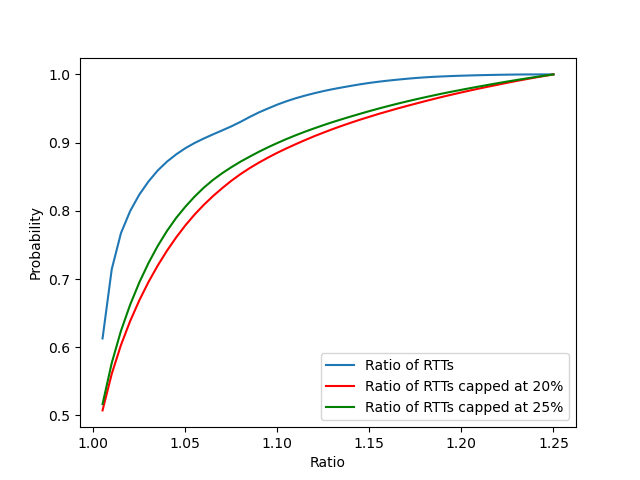 1.0
0.9
0.8
0.7
0.6
0.5
Probability
Ratio of RTTs
Ratio of RTTs capped at 20%
Ratio of RTTs capped at 25%
1.00 1.05 1.10 1.15 1.20 1.25
Ratio